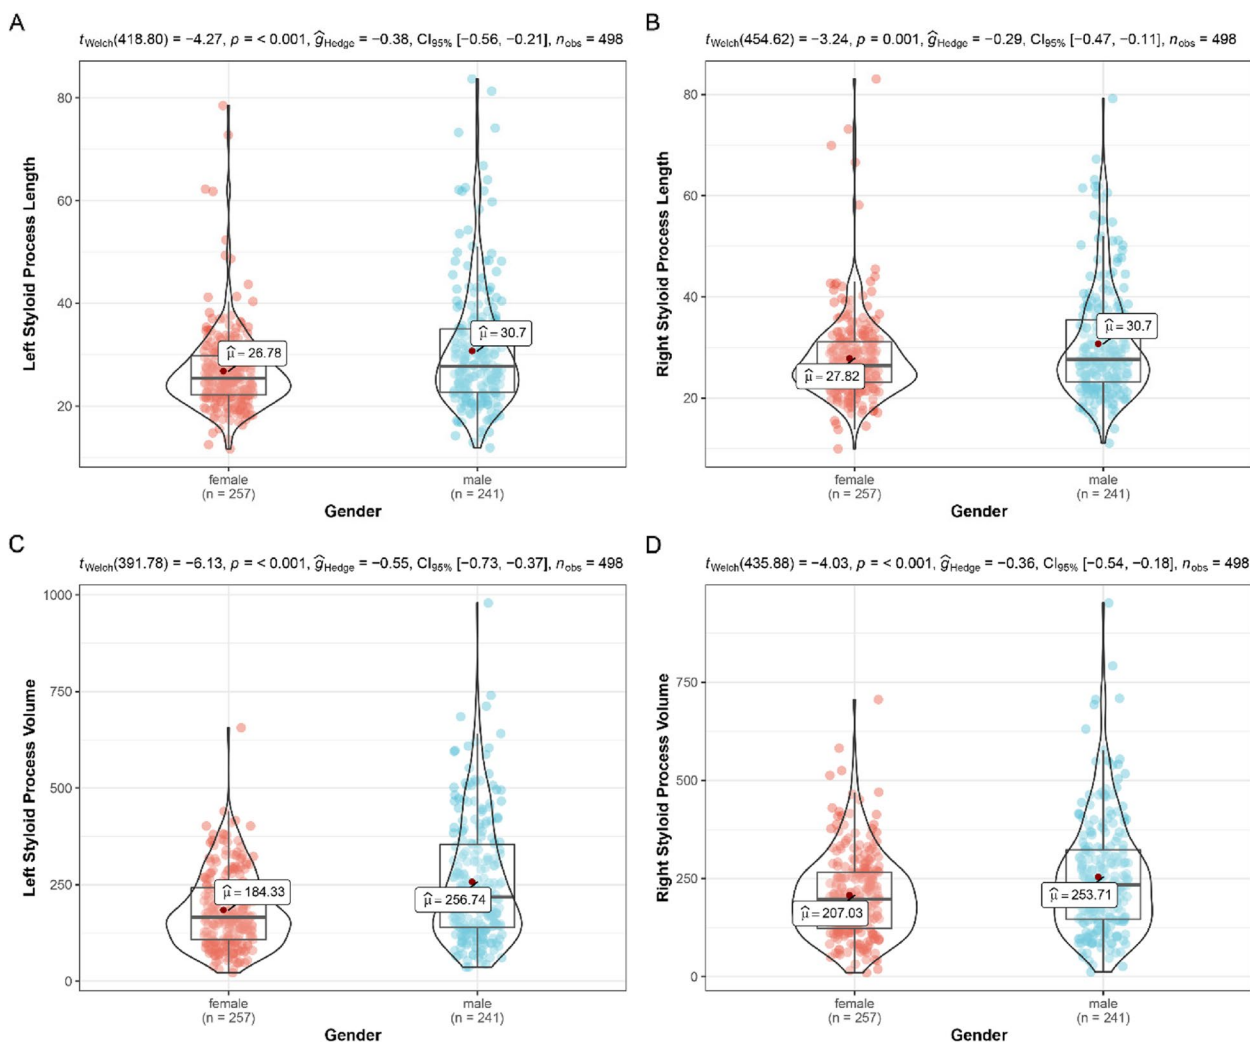 A
t_Welch(418.80) = −4.27, p = < 0.001, ĝ_Hedge = −0.38, CI_95% [−0.56, −0.21], n_obs = 498
80
60
40
20
Left Styloid Process Length
μ̂ = 26.78
μ̂ = 30.7
female
(n = 257)
male
(n = 241)
Gender
B
t_Welch(454.62) = −3.24, p = 0.001, ĝ_Hedge = −0.29, CI_95% [−0.47, −0.11], n_obs = 498
80
60
40
20
Right Styloid Process Length
μ̂ = 27.82
μ̂ = 30.7
female
(n = 257)
male
(n = 241)
Gender
C
t_Welch(391.78) = −6.13, p = < 0.001, ĝ_Hedge = −0.55, CI_95% [−0.73, −0.37], n_obs = 498
1000
750
500
250
0
Left Styloid Process Volume
μ̂ = 184.33
μ̂ = 256.74
female
(n = 257)
male
(n = 241)
Gender
D
t_Welch(435.88) = −4.03, p = < 0.001, ĝ_Hedge = −0.36, CI_95% [−0.54, −0.18], n_obs = 498
750
500
250
0
Right Styloid Process Volume
μ̂ = 207.03
μ̂ = 253.71
female
(n = 257)
male
(n = 241)
Gender